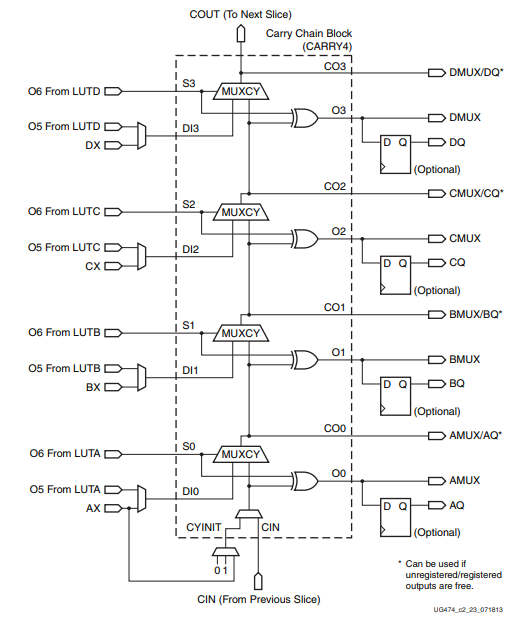 COUT (To Next Slice)
Carry Chain Block
(CARRY4)
CO3
DMUX/DQ*
S3
O6 From LUTD
MUXCY
O3
DMUX
O5 From LUTD
DI3
DX
D Q
DQ
(Optional)
CO2
CMUX/CQ*
S2
O6 From LUTC
MUXCY
O2
CMUX
O5 From LUTC
DI2
CX
D Q
CQ
(Optional)
CO1
BMUX/BQ*
S1
O6 From LUTB
MUXCY
O1
BMUX
O5 From LUTB
DI1
BX
D Q
BQ
(Optional)
CO0
AMUX/AQ*
S0
O6 From LUTA
MUXCY
O0
AMUX
O5 From LUTA
DI0
AX
D Q
AQ
CYINIT
CIN
(Optional)
0 1
* Can be used if
unregistered/registered
outputs are free.
CIN (From Previous Slice)
UG474_c2_23_071813